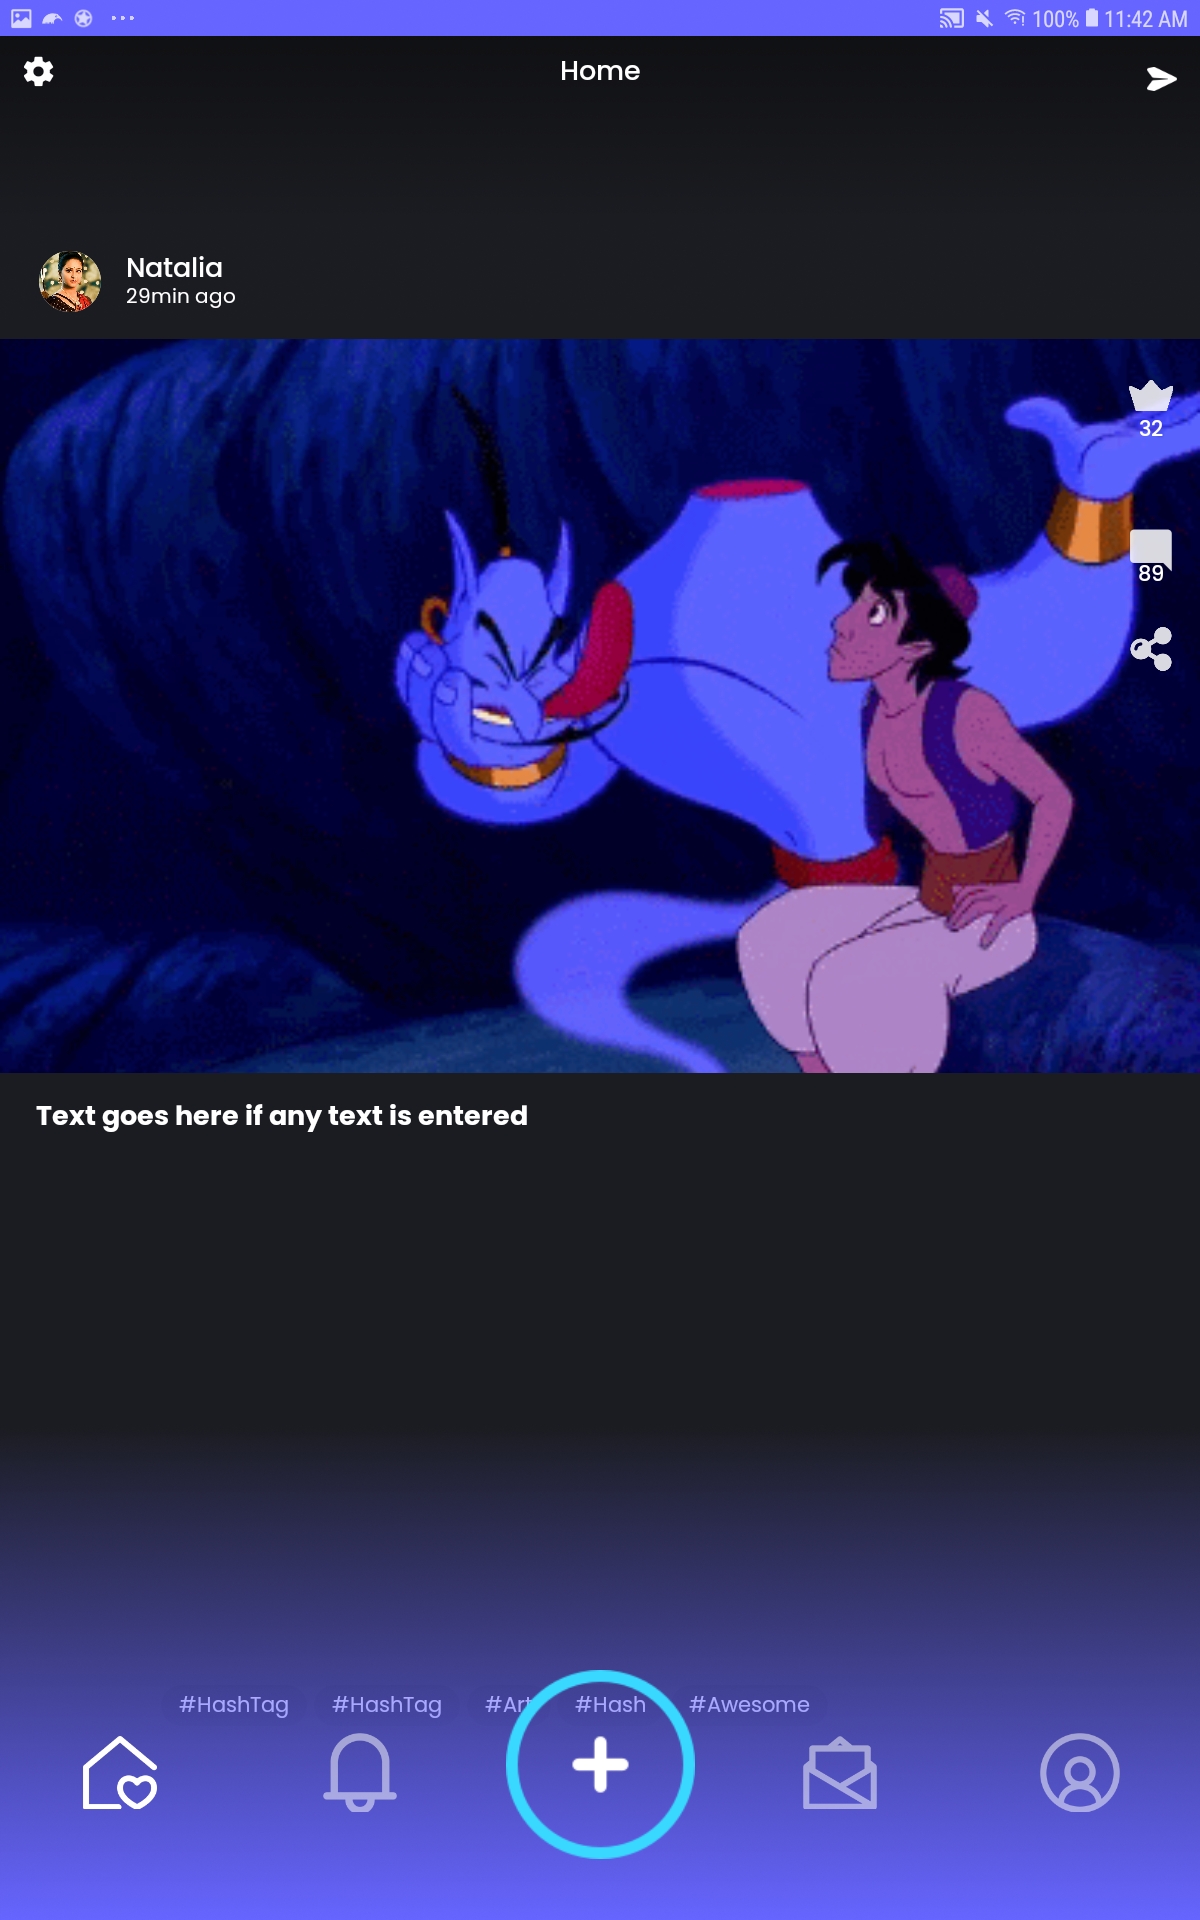 100% 11:42 AM
Home
Natalia
29min ago
32
89
Text goes here if any text is entered
#HashTag #HashTag #Art #Hash #Awesome